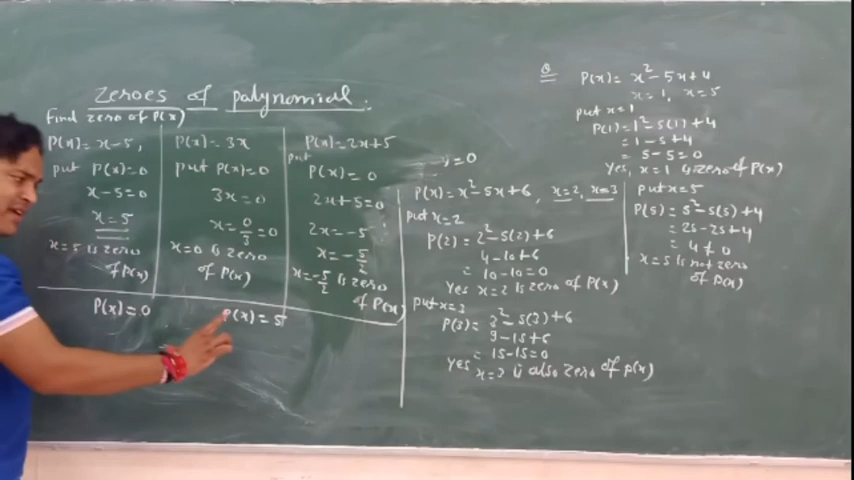 Zeroes of polynomial.
find zero of P(x)
P(x) = x-5,
put P(x)=0
x-5=0
x=5
x=5 is zero
of P(x)
P(x) = 3x
put P(x)=0
3x=0
x=0/3=0
x=0 is zero
of P(x)
P(x)=2x+5
put
P(x)=0
2x+5=0
2x=-5
x=-5/2
x=-5/2 is zero
of P(x)
P(x)=0
P(x)=5
=0
P(x)=x²-5x+6, x=2, x=3
put x=2
P(2)=2²-5(2)+6
4-10+6
=10-10=0
Yes x=2 is zero of P(x)
put x=3
P(3)=3²-5(3)+6
9-15+6
=15-15=0
Yes x=3 is also zero of P(x)
Q P(x)=x²-5x+4
x=1, x=5
put x=1
P(1)=1²-5(1)+4
=1-5+4
=5-5=0
Yes, x=1 is zero of P(x)
put x=5
P(5)=5²-5(5)+4
=25-25+4
=4≠0
x=5 is not zero
of P(x)